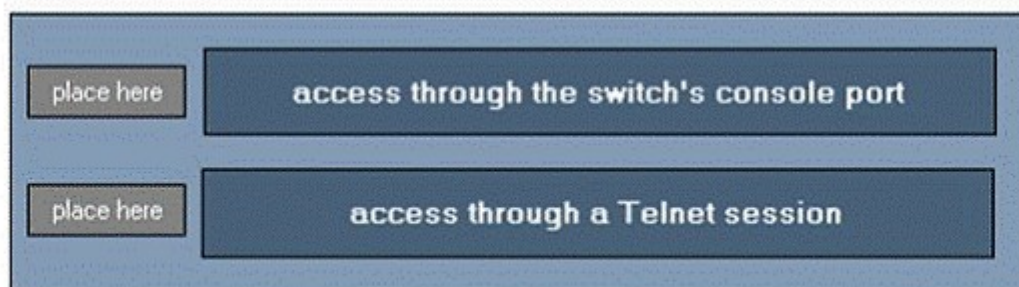 place here
access through the switch's console port
place here
access through a Telnet session